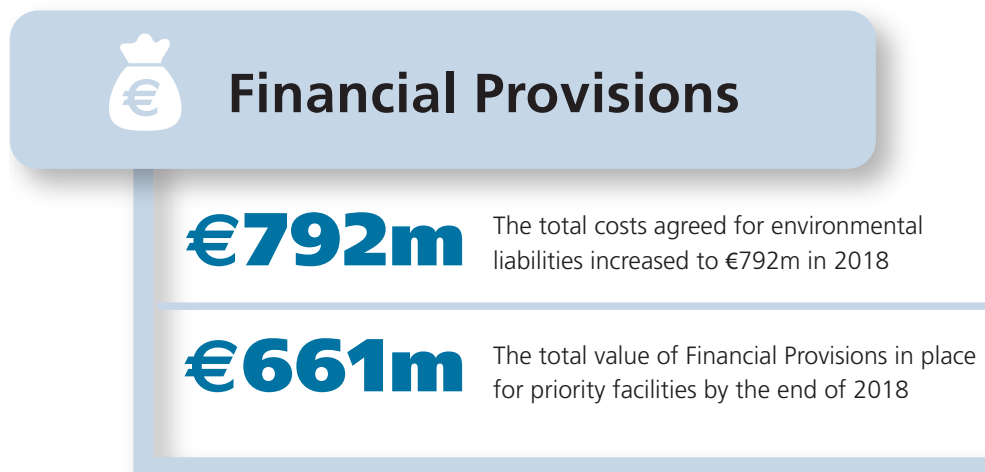 €
Financial Provisions
€792m
The total costs agreed for environmental
liabilities increased to €792m in 2018
€661m
The total value of Financial Provisions in place
for priority facilities by the end of 2018